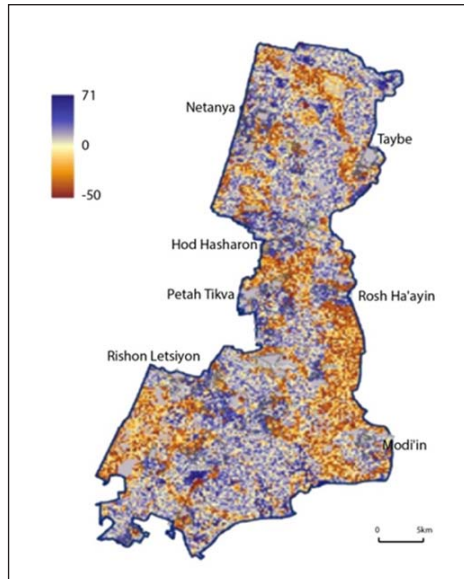 71
0
-50
Netanya
Taybe
Hod Hasharon
Petah Tikva
Rosh Ha'ayin
Rishon Letsiyon
Modi'in
0 5km